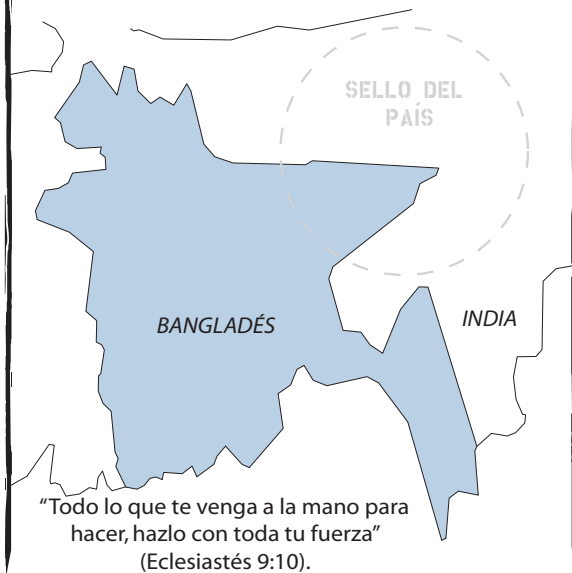 SELLO DEL
PAÍS
BANGLADÉS
INDIA
“Todo lo que te venga a la mano para
hacer, hazlo con toda tu fuerza”
(Eclesiastés 9:10).